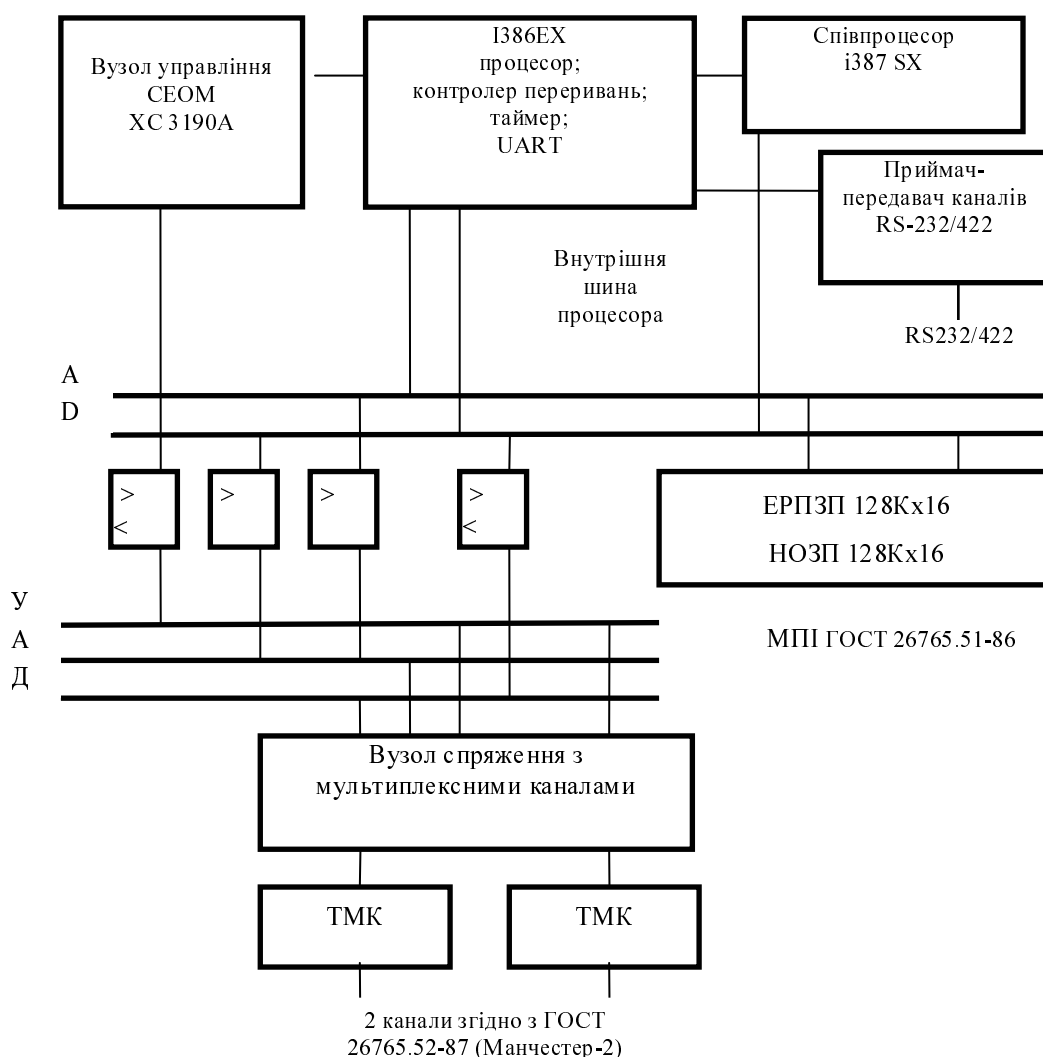 Вузол управління
СЕОМ
XC 3190A
I386EX
процесор;
контролер переривань;
таймер;
UART
Співпроцесор
i387 SX
Приймач-
передавач каналів
RS-232/422
Внутрішня
шина
процесора
RS232/422
А
D
>
<
>
>
>
<
ЕРПЗП 128Кх16
НОЗП 128Кх16
У
А
Д
МПІ ГОСТ 26765.51-86
Вузол спряження з
мультиплексними каналами
ТМК
ТМК
2 канали згідно з ГОСТ
26765.52-87 (Манчестер-2)